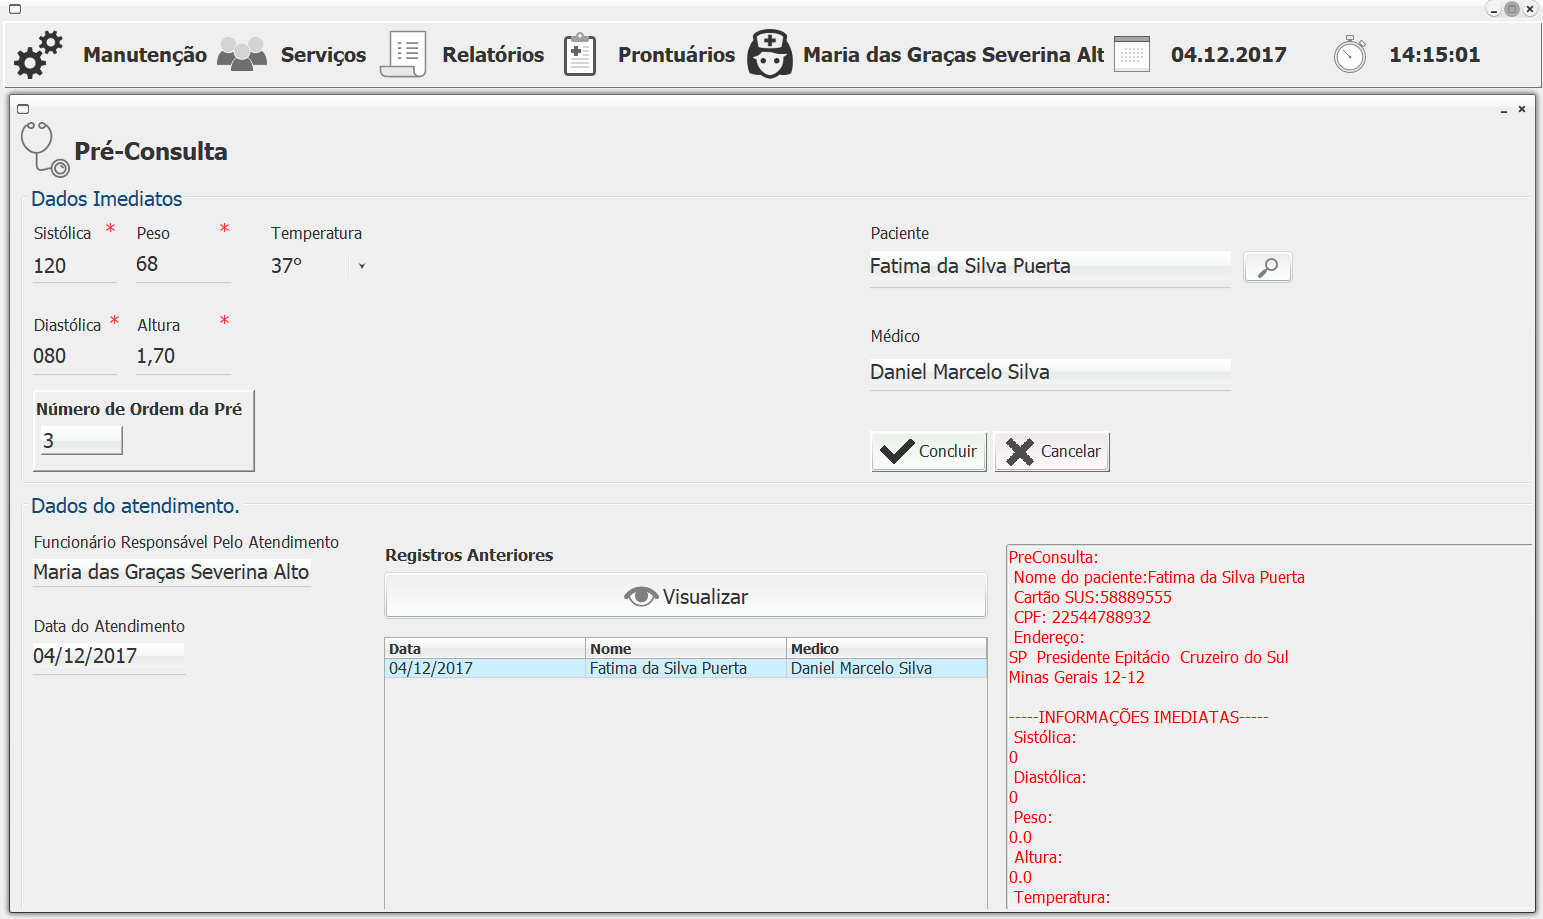 Manutenção Serviços Relatórios Prontuários Maria das Graças Severina Alt 04.12.2017 14:15:01
Pré-Consulta
Dados Imediatos
Sistólica * Peso * Temperatura
120 68 37º
Diastólica * Altura *
080 1,70
Número de Ordem da Pré
3
Paciente
Fatima da Silva Puerta
Médico
Daniel Marcelo Silva
Concluir Cancelar
Dados do atendimento.
Funcionário Responsável Pelo Atendimento
Maria das Graças Severina Alto
Data do Atendimento
04/12/2017
Registros Anteriores
Visualizar
Data Nome Medico
04/12/2017 Fatima da Silva Puerta Daniel Marcelo Silva
PreConsulta:
Nome do paciente:Fatima da Silva Puerta
Cartão SUS:58889555
CPF: 22544788932
Endereço:
SP Presidente Epitácio Cruzeiro do Sul
Minas Gerais 12-12
-----INFORMAÇÕES IMEDIATAS-----
Sistólica:
0
Diastólica:
0
Peso:
0.0
Altura:
0.0
Temperatura: